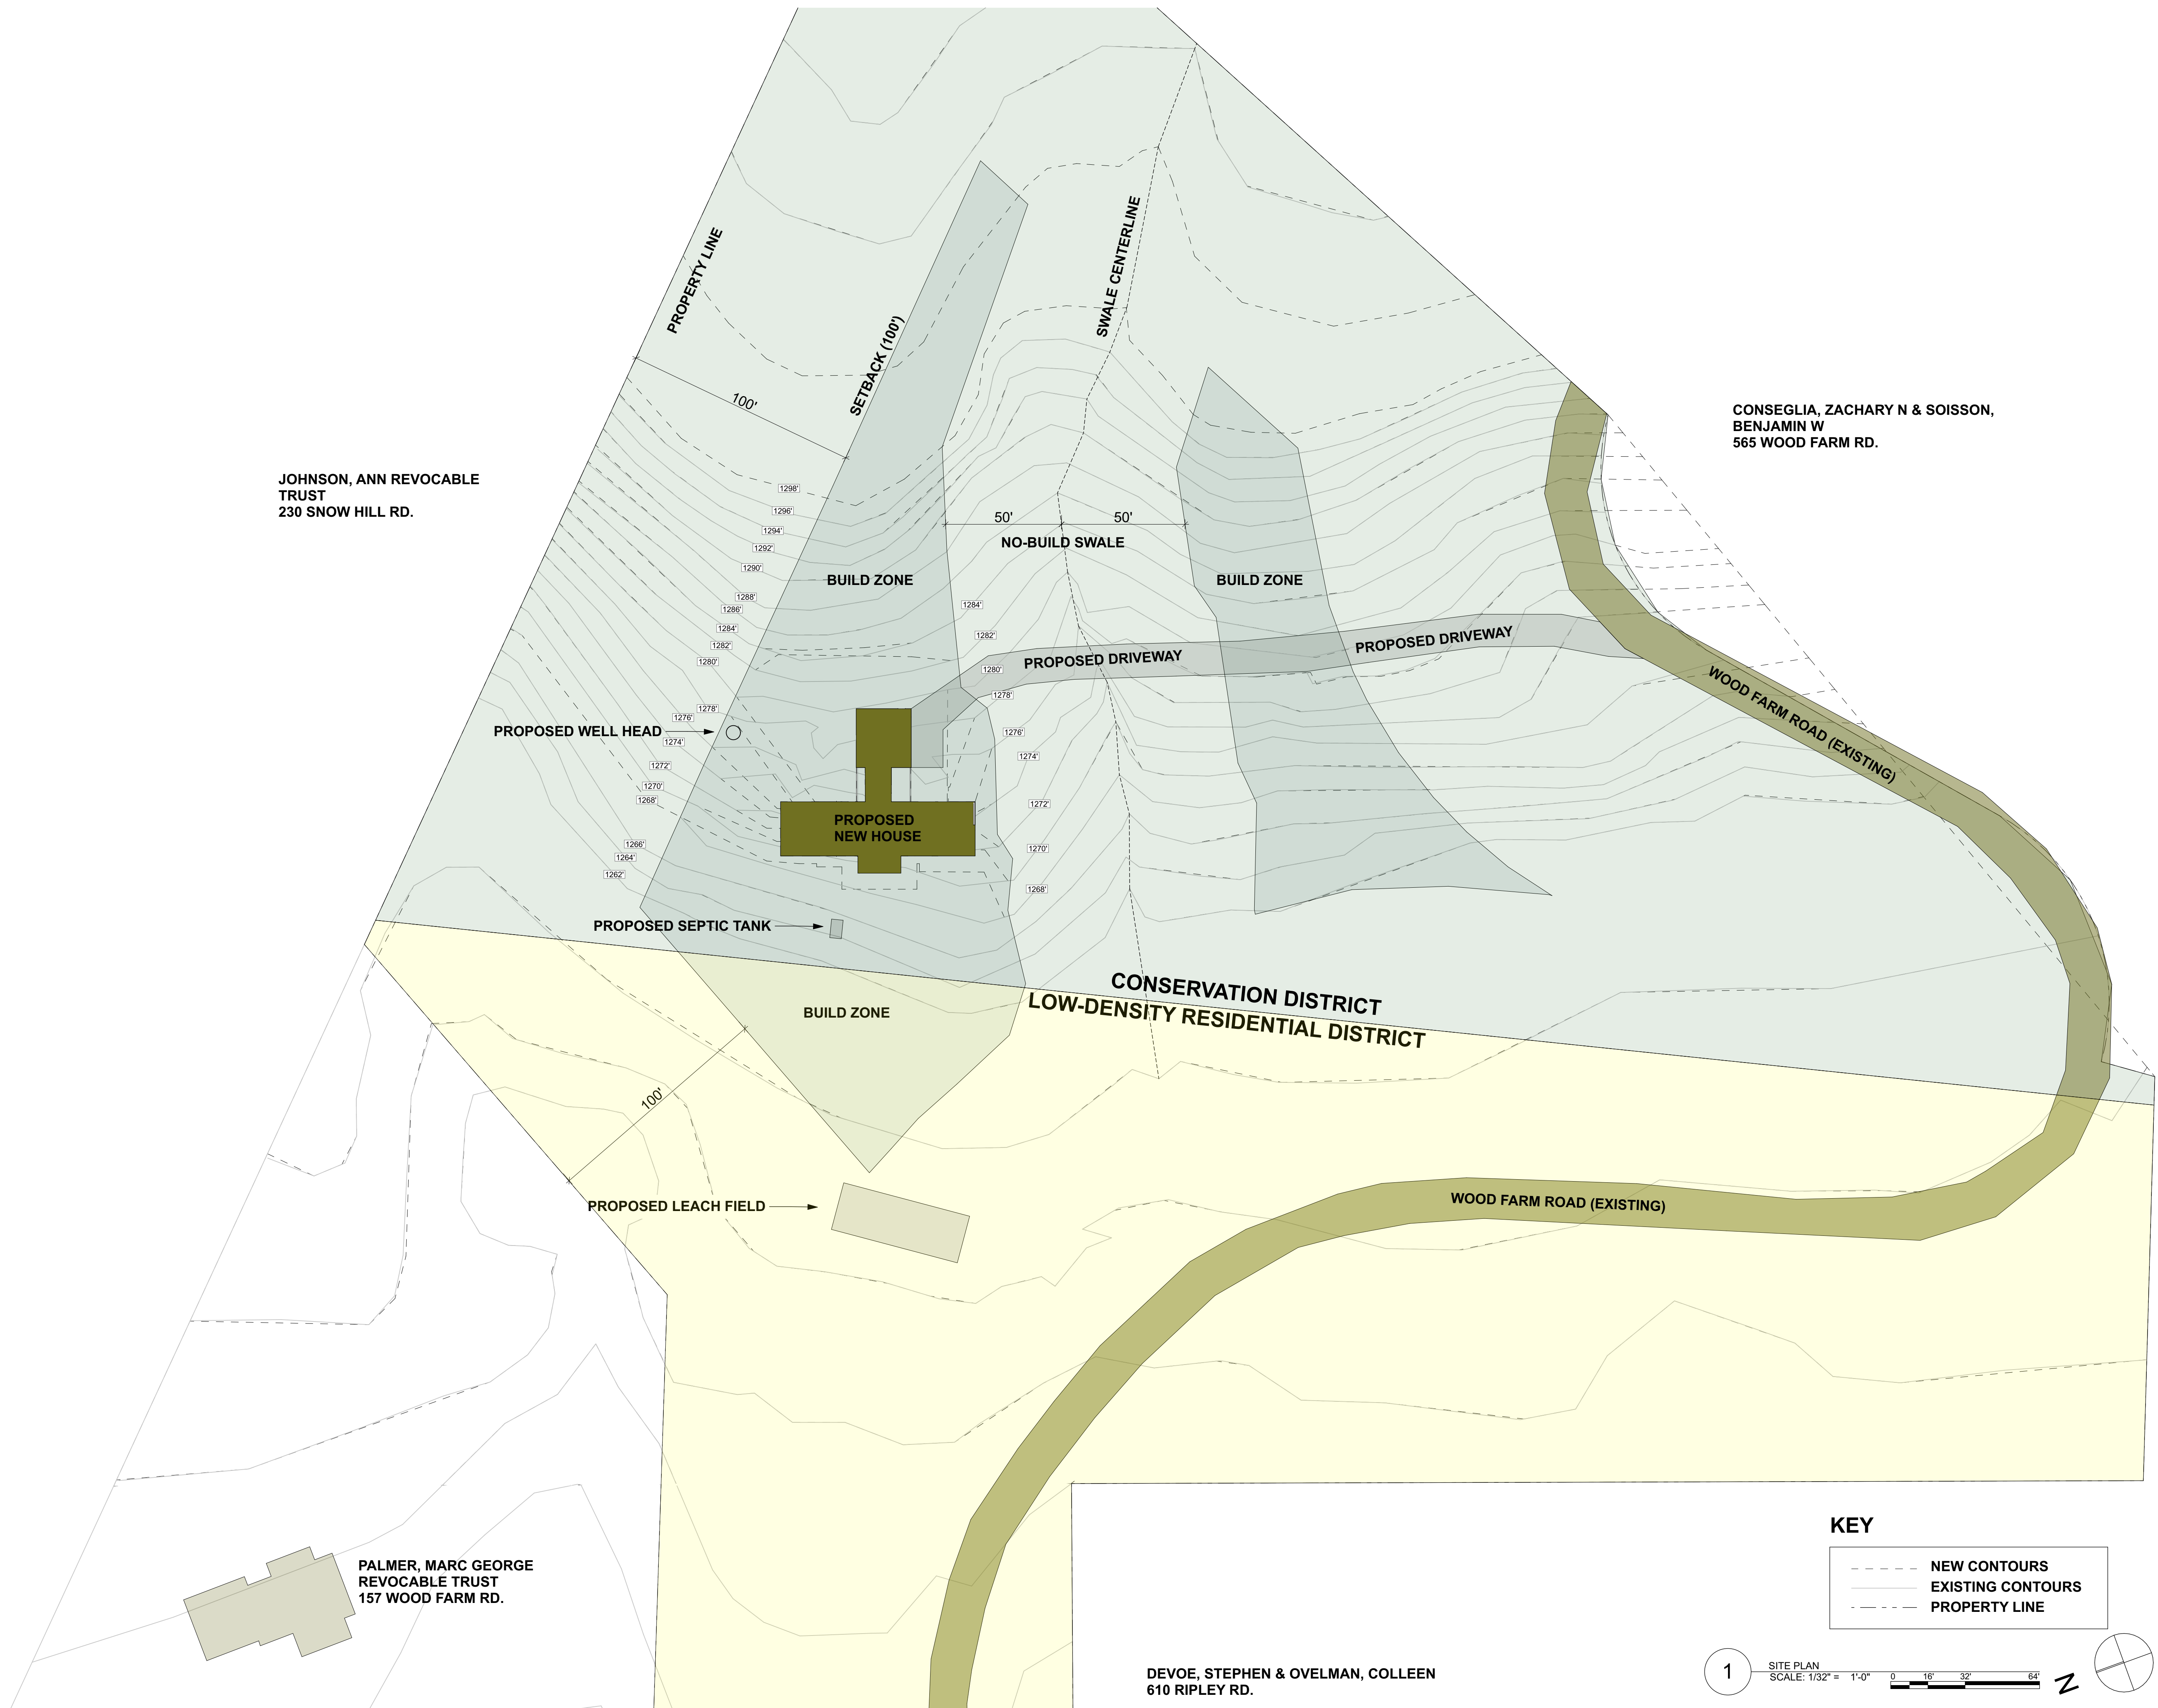 PROPERTY LINE
SWALE CENTERLINE
SETBACK (100')
100'
CONSEGLIA, ZACHARY N & SOISSON,
BENJAMIN W
565 WOOD FARM RD.
JOHNSON, ANN REVOCABLE
TRUST
230 SNOW HILL RD.
1298'
1296'
1294'
1292'
1290'
1288'
1286'
1284'
1282'
1280'
1278'
1276'
1274'
1272'
1270'
1268'
1266'
1264'
1262'
50'
50'
NO-BUILD SWALE
BUILD ZONE
BUILD ZONE
1284'
1282'
1280'
1278'
1276'
1274'
1272'
1270'
1268'
PROPOSED DRIVEWAY
PROPOSED DRIVEWAY
WOOD FARM ROAD (EXISTING)
PROPOSED WELL HEAD
PROPOSED
NEW HOUSE
PROPOSED SEPTIC TANK
CONSERVATION DISTRICT
LOW-DENSITY RESIDENTIAL DISTRICT
BUILD ZONE
100'
PROPOSED LEACH FIELD
WOOD FARM ROAD (EXISTING)
PALMER, MARC GEORGE
REVOCABLE TRUST
157 WOOD FARM RD.
DEVOE, STEPHEN & OVELMAN, COLLEEN
610 RIPLEY RD.
KEY
NEW CONTOURS
EXISTING CONTOURS
PROPERTY LINE
1
SITE PLAN
SCALE: 1/32" = 1'-0"
0 16' 32' 64'
N